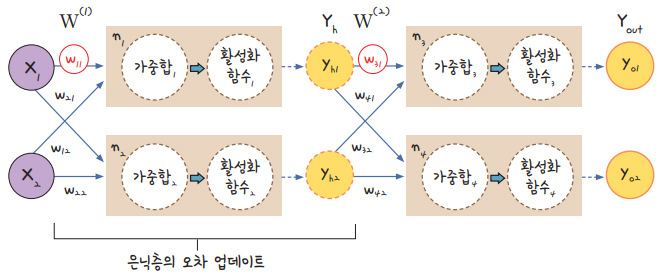 W(1) Yh W(2) Yout
x1 w11 n1 가중합1 활성화 함수1 Yh1 w31 n3 가중합3 활성화 함수3 Yo1
w21 w41
w12 w32
x2 w22 n2 가중합2 활성화 함수2 Yh2 w42 n4 가중합4 활성화 함수4 Yo2
은닉층의 오차 업데이트